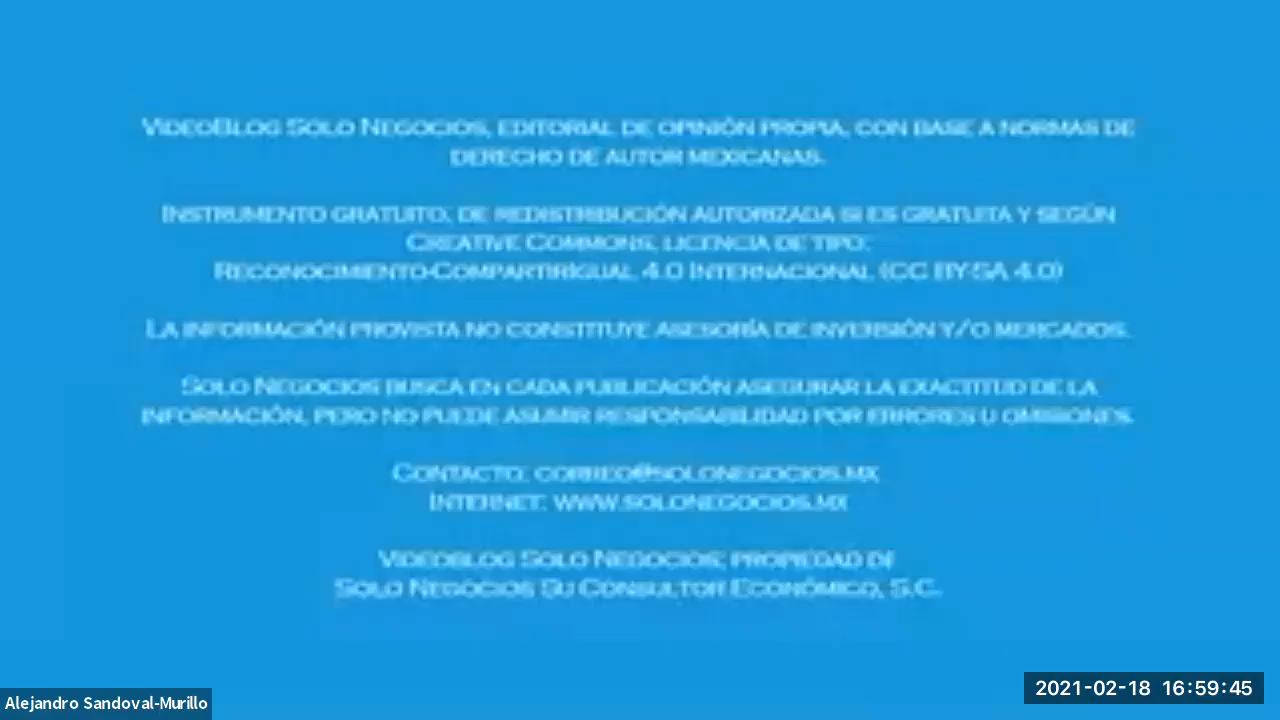 VIDEOBLOG SOLO NEGOCIOS, EDITORIAL DE OPINIÓN PROPIA, CON BASE A NORMAS DE
DERECHO DE AUTOR MEXICANAS.
INSTRUMENTO GRATUITO, DE REDISTRIBUCIÓN AUTORIZADA SI ES GRATUITA Y SEGÚN
CREATIVE COMMONS, LICENCIA DE TIPO:
RECONOCIMIENTO-COMPARTIRIGUAL 4.0 INTERNACIONAL (CC BY-SA 4.0)
LA INFORMACIÓN PROVISTA NO CONSTITUYE ASESORÍA DE INVERSIÓN Y/O MERCADOS.
SOLO NEGOCIOS BUSCA EN CADA PUBLICACIÓN ASEGURAR LA EXACTITUD DE LA
INFORMACIÓN, PERO NO PUEDE ASUMIR RESPONSABILIDAD POR ERRORES U OMISIONES.
CONTACTO: CORREO@SOLONEGOCIOS.MX
INTERNET: WWW.SOLONEGOCIOS.MX
VIDEOBLOG SOLO NEGOCIOS; PROPIEDAD DE
SOLO NEGOCIOS SU CONSULTOR ECONÓMICO, S.C.
Alejandro Sandoval-Murillo
2021-02-18 16:59:45